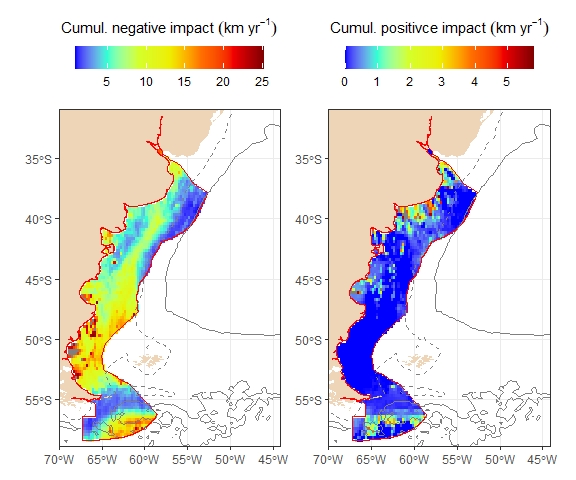 Cumul. negative impact (km yr⁻¹)
5 10 15 20 25
Cumul. positivce impact (km yr⁻¹)
0 1 2 3 4 5
35°S
40°S
45°S
50°S
55°S
70°W 65°W 60°W 55°W 50°W 45°W
35°S
40°S
45°S
50°S
55°S
70°W 65°W 60°W 55°W 50°W 45°W